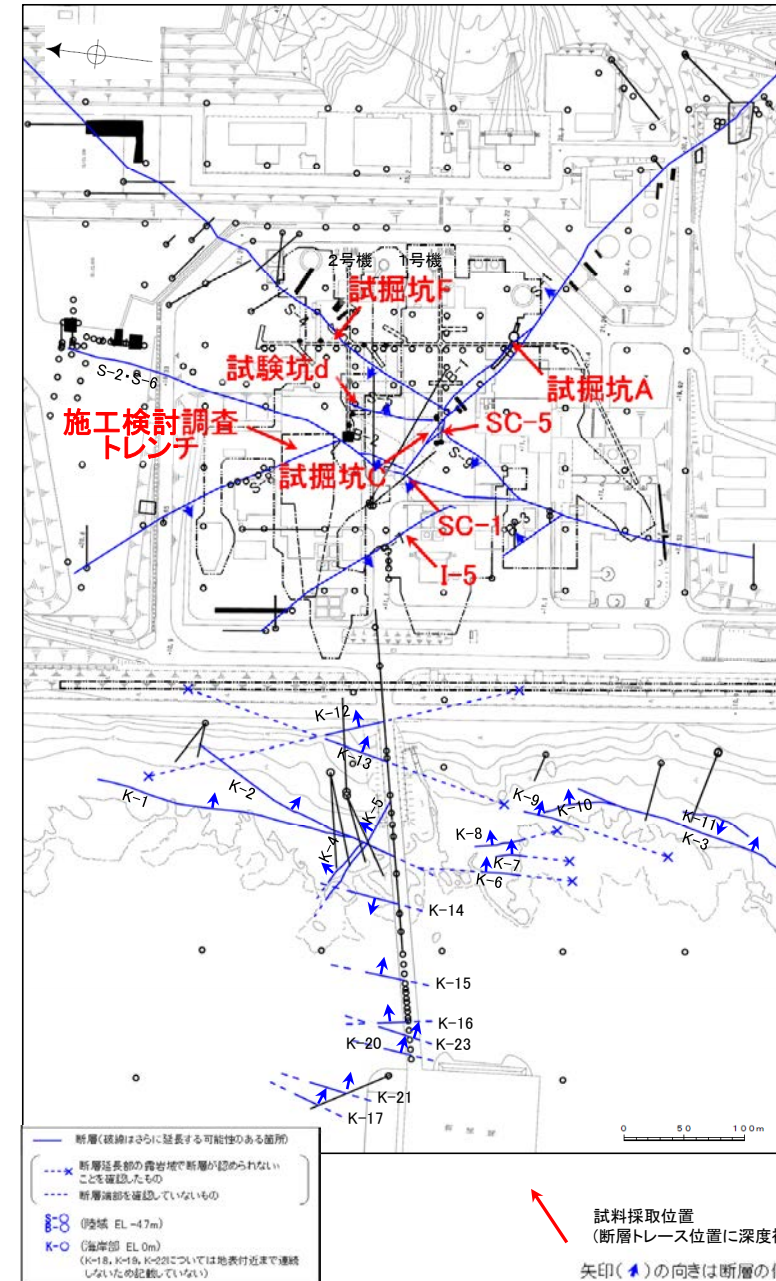 2号機 1号機
試掘坑F
S-4
試験坑d
S-2・S-6
B-1
試掘坑A
施工検討調査
トレンチ
B-2
SC-5
試掘坑C
S-9
SC-1
B-3
I-5
K-12
K-13
K-1
K-2
K-5
K-4
K-9
K-10
K-11
K-8
K-3
K-7
K-6
K-14
K-15
K-16
K-20
K-23
K-21
K-17
0 50 100m
断層(破線はさらに延長する可能性のある箇所)
断層延長部の露岩域で断層が認められない
ことを確認したもの
断層端部を確認していないもの
S-○
B-○ (陸域 EL -4.7m)
K-○ (海岸部 EL 0m)
(K-18, K-19, K-22については地表付近まで連続
しないため記載していない)
試料採取位置
(断層トレース位置に深度
矢印( )の向きは断層の